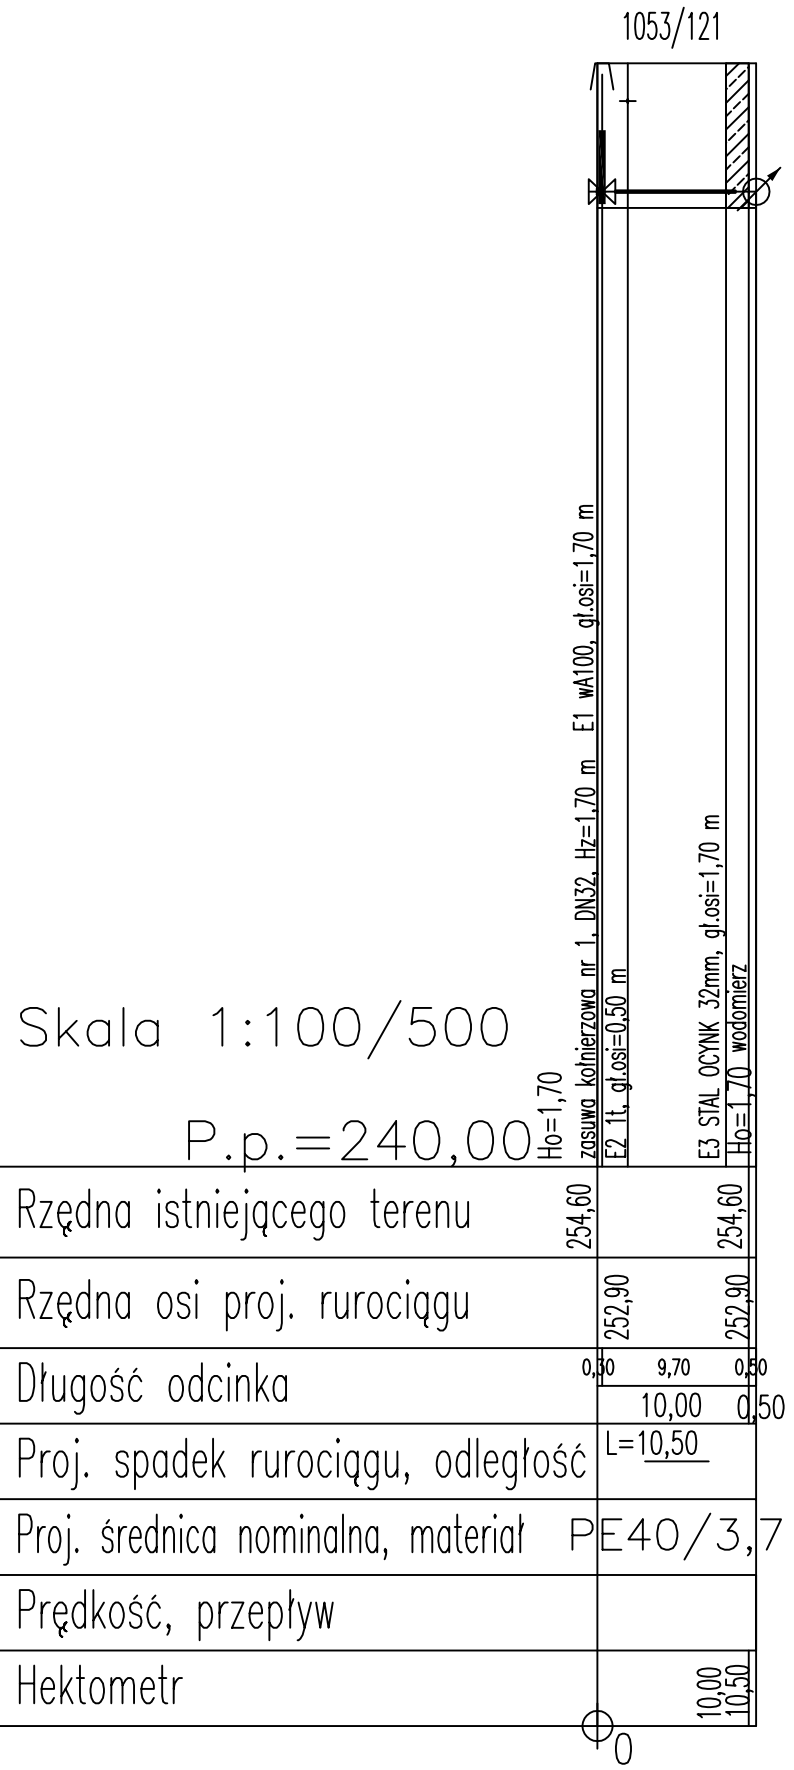 1053/121
zasuwa kołnierzowa nr 1, DN32, Hz=1,70 m E1 wA100, gł.osi=1,70 m
E2 1t, gł.osi=0,50 m
E3 STAL OCYNK 32mm, gł.osi=1,70 m
Ho=1,70 wodomierz
Skala 1:100/500
Ho=1,70
P.p.=240,00
Rzędna istniejącego terenu 254,60 254,60
Rzędna osi proj. rurociągu 252,90 252,90
Długość odcinka 0,30 9,70 0,50
10,00 0,50
Proj. spadek rurociągu, odległość L=10,50
Proj. średnica nominalna, materiał PE40/3,7
Prędkość, przepływ
Hektometr 10,00 10,50
0